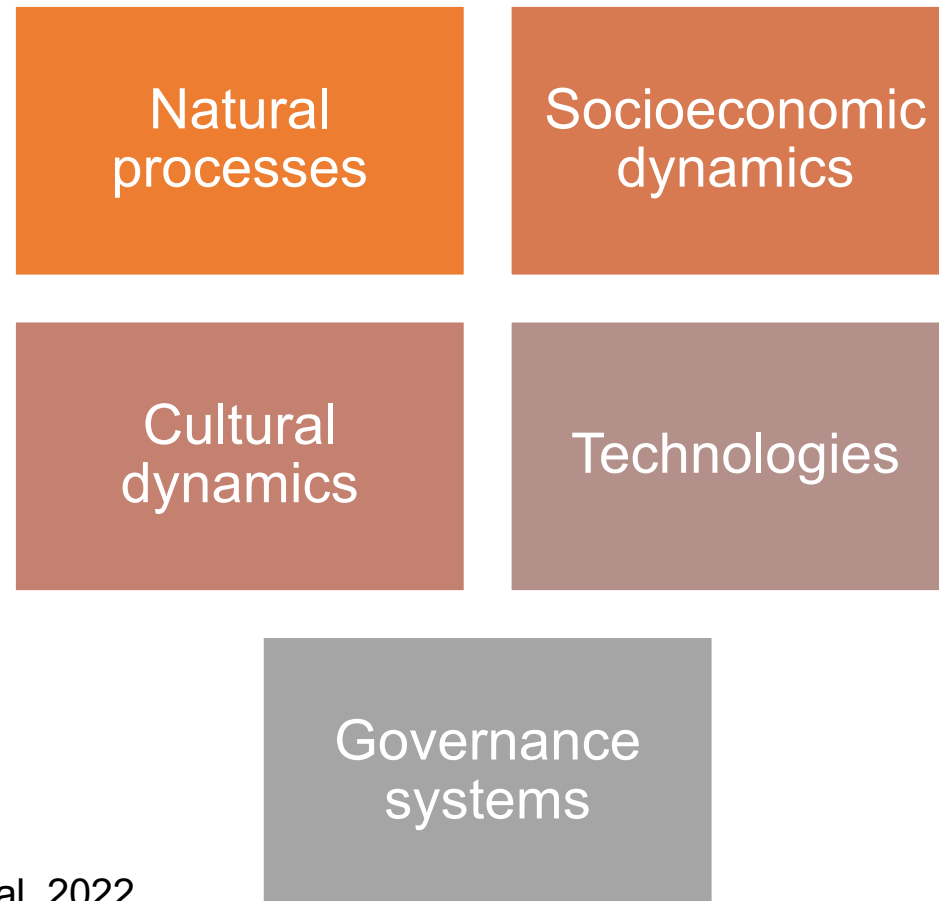 Natural
processes
Socioeconomic
dynamics
Cultural
dynamics
Technologies
Governance
systems
al. 2022